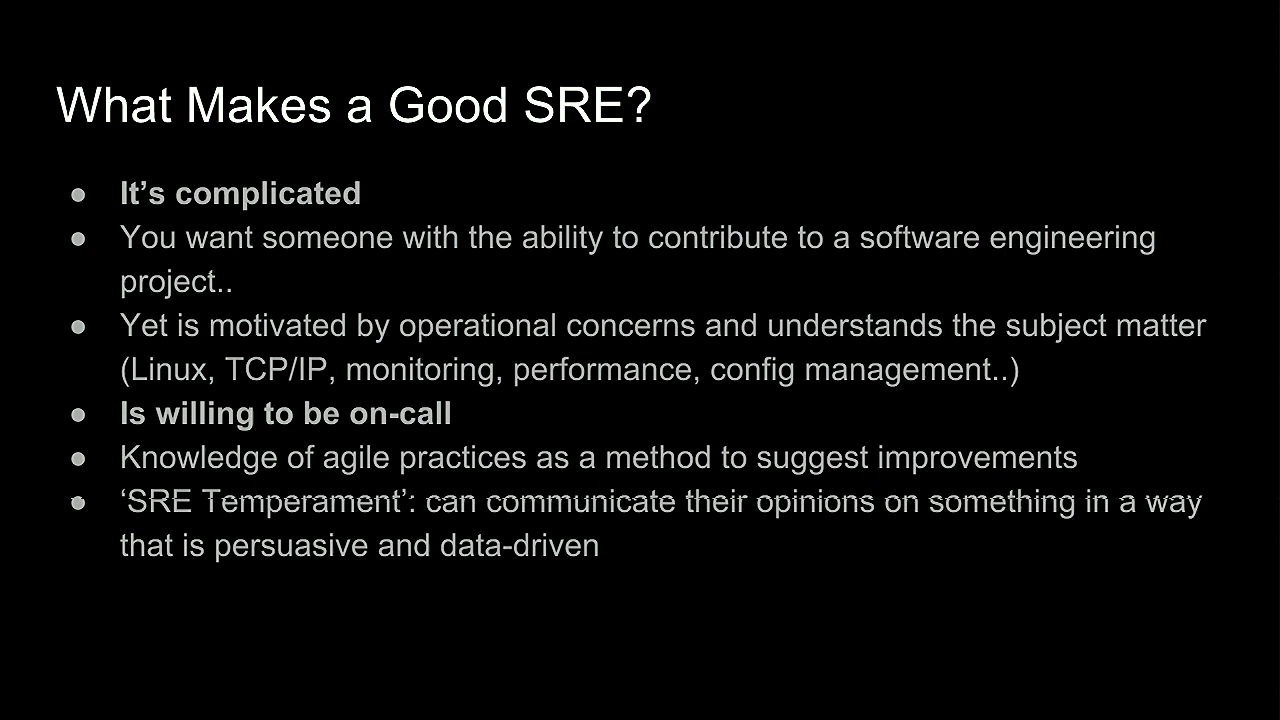 What Makes a Good SRE?
● It’s complicated
● You want someone with the ability to contribute to a software engineering
project..
● Yet is motivated by operational concerns and understands the subject matter
(Linux, TCP/IP, monitoring, performance, config management..)
● Is willing to be on-call
● Knowledge of agile practices as a method to suggest improvements
● ‘SRE Temperament’: can communicate their opinions on something in a way
that is persuasive and data-driven